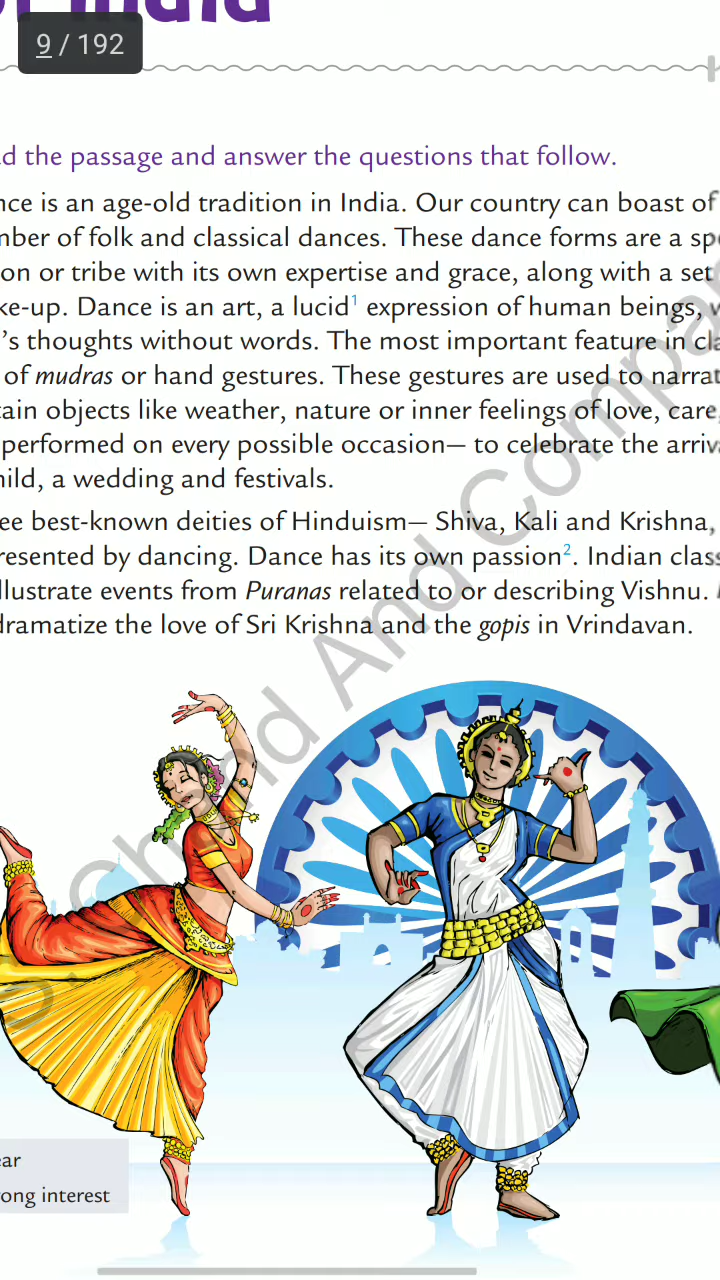 of India
9 / 192
d the passage and answer the questions that follow.
nce is an age-old tradition in India. Our country can boast of
nber of folk and classical dances. These dance forms are a sp
on or tribe with its own expertise and grace, along with a set
ke-up. Dance is an art, a lucid¹ expression of human beings, w
's thoughts without words. The most important feature in cla
of mudras or hand gestures. These gestures are used to narrat
tain objects like weather, nature or inner feelings of love, care,
performed on every possible occasion— to celebrate the arriv
hild, a wedding and festivals.
ee best-known deities of Hinduism— Shiva, Kali and Krishna,
resented by dancing. Dance has its own passion². Indian class
llustrate events from Puranas related to or describing Vishnu.
dramatize the love of Sri Krishna and the gopis in Vrindavan.
Chand And Compan
ear
rong interest